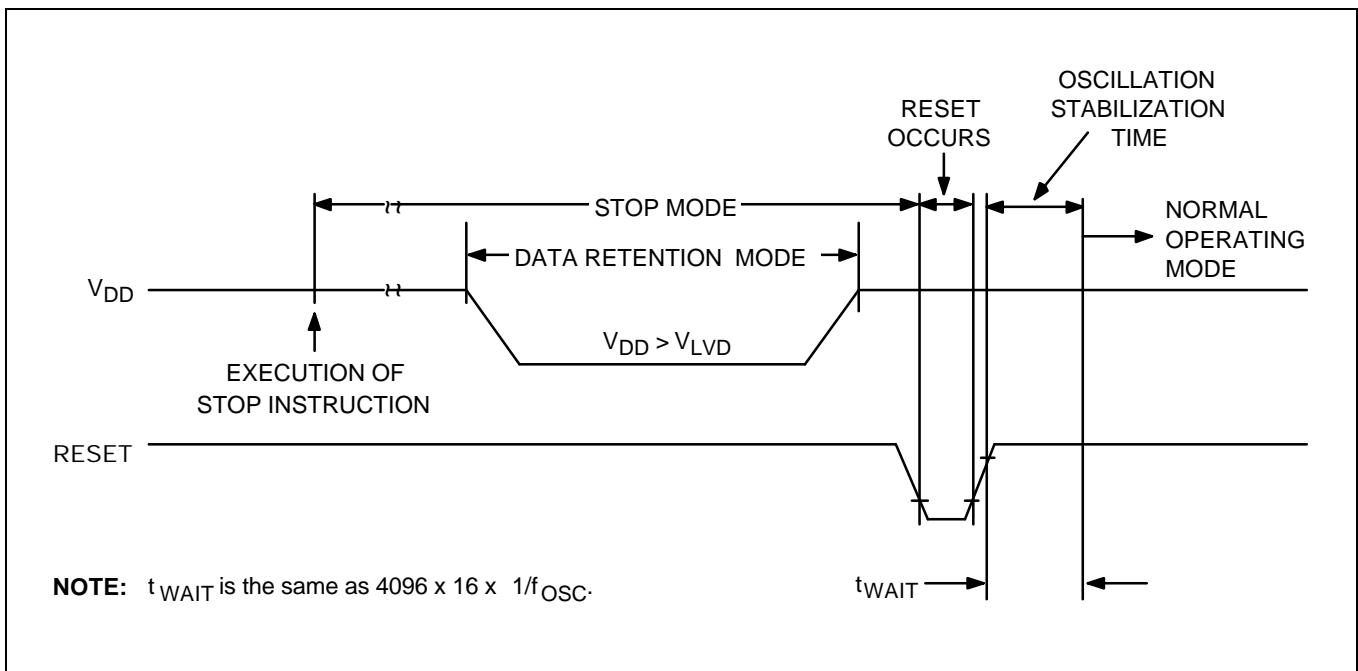 OSCILLATION
STABILIZATION
TIME
RESET
OCCURS
STOP MODE
NORMAL
OPERATING
MODE
DATA RETENTION MODE
VDD
VDD > VLVD
EXECUTION OF
STOP INSTRUCTION
RESET
NOTE: t WAIT is the same as 4096 x 16 x 1/fOSC.
tWAIT